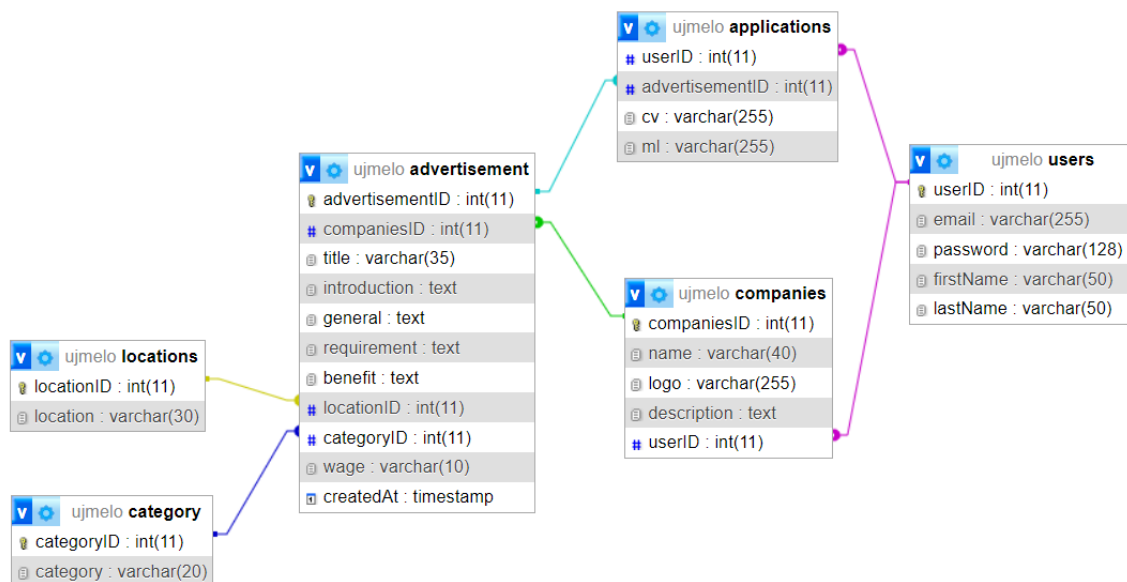 ujmelo applications
userID : int(11)
advertisementID : int(11)
cv : varchar(255)
ml : varchar(255)
ujmelo users
userID : int(11)
email : varchar(255)
password : varchar(128)
firstName : varchar(50)
lastName : varchar(50)
ujmelo advertisement
advertisementID : int(11)
companiesID : int(11)
title : varchar(35)
introduction : text
general : text
requirement : text
benefit : text
locationID : int(11)
categoryID : int(11)
wage : varchar(10)
createdAt : timestamp
ujmelo companies
companiesID : int(11)
name : varchar(40)
logo : varchar(255)
description : text
userID : int(11)
ujmelo locations
locationID : int(11)
location : varchar(30)
ujmelo category
categoryID : int(11)
category : varchar(20)